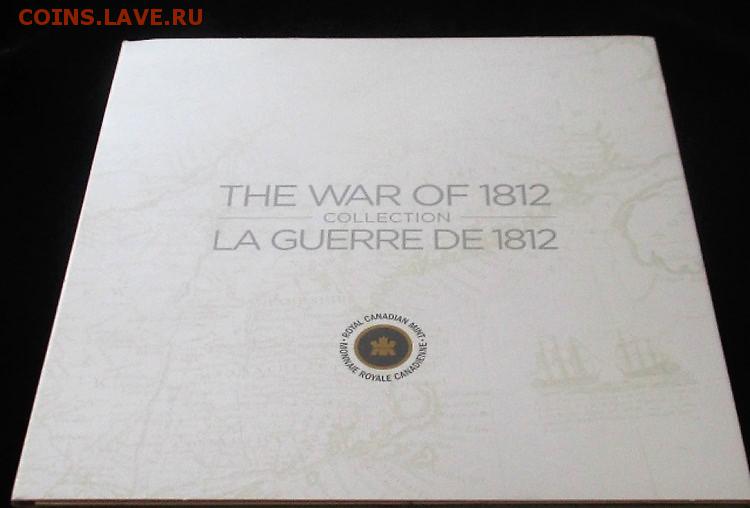 COINS.LAVE.RU
THE WAR OF 1812
COLLECTION
LA GUERRE DE 1812
ROYAL CANADIAN MINT
MONNAIE ROYALE CANADIENNE